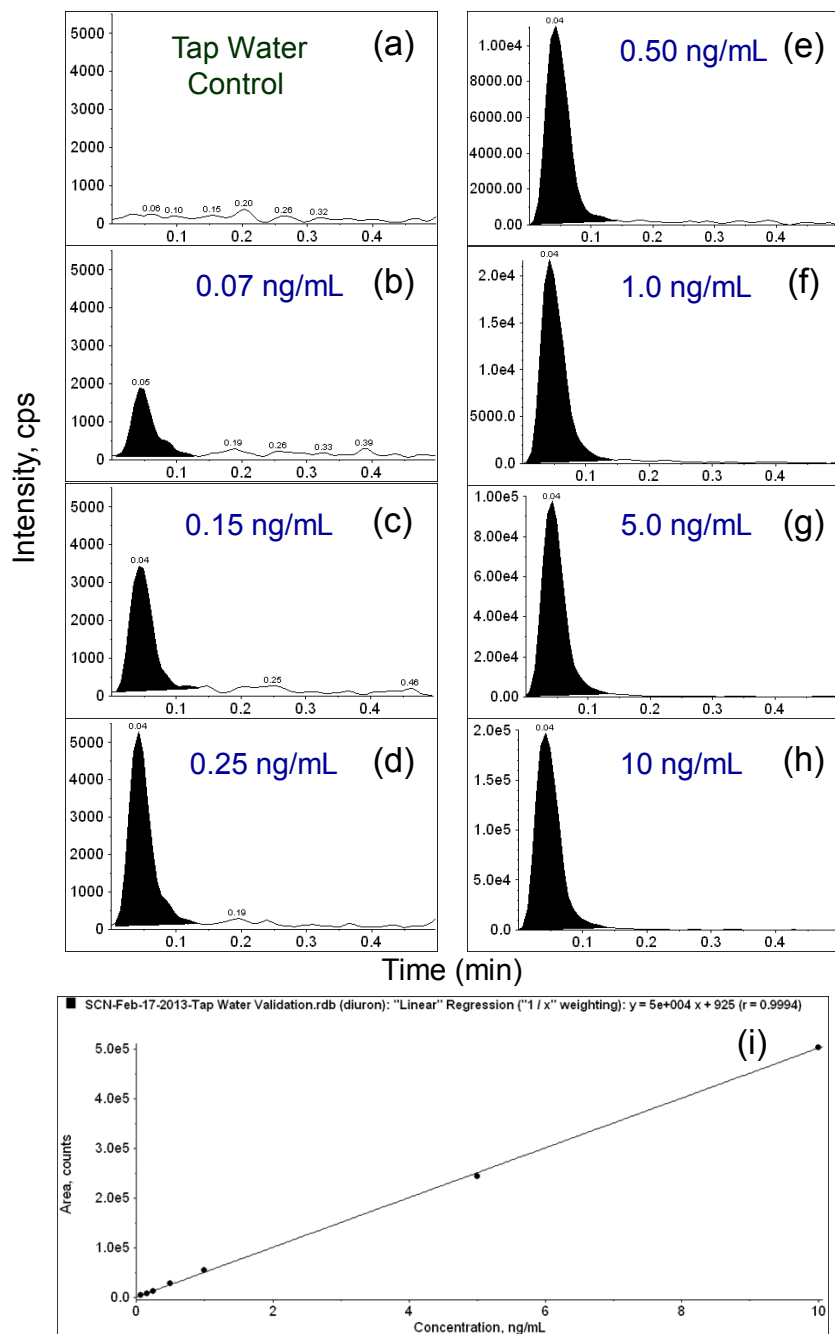 Intensity, cps
Tap Water
Control
(a)
5000
4000
3000
2000
1000
0
0.06
0.10
0.15
0.20
0.26
0.32
0.1
0.2
0.3
0.4
0.07 ng/mL
(b)
5000
4000
3000
2000
1000
0
0.05
0.19
0.26
0.33
0.39
0.1
0.2
0.3
0.4
0.15 ng/mL
(c)
5000
4000
3000
2000
1000
0
0.04
0.25
0.46
0.1
0.2
0.3
0.4
0.25 ng/mL
(d)
5000
4000
3000
2000
1000
0
0.04
0.19
0.1
0.2
0.3
0.4
0.50 ng/mL
(e)
1.00e4
8000.00
6000.00
4000.00
2000.00
0.00
0.04
0.1
0.2
0.3
0.4
1.0 ng/mL
(f)
2.0e4
1.5e4
1.0e4
5000.0
0.0
0.04
0.1
0.2
0.3
0.4
5.0 ng/mL
(g)
1.00e5
8.00e4
6.00e4
4.00e4
2.00e4
0.00
0.04
0.1
0.2
0.3
0.4
10 ng/mL
(h)
2.0e5
1.5e5
1.0e5
5.0e4
0.0
0.04
0.1
0.2
0.3
0.4
Time (min)
SCN-Feb-17-2013-Tap Water Validation.rdb (diuron): "Linear" Regression ("1 / x" weighting): y = 5e+004 x + 925 (r = 0.9994)
(i)
Area, counts
5.0e5
4.0e5
3.0e5
2.0e5
1.0e5
0.0
0
2
4
6
8
10
Concentration, ng/mL